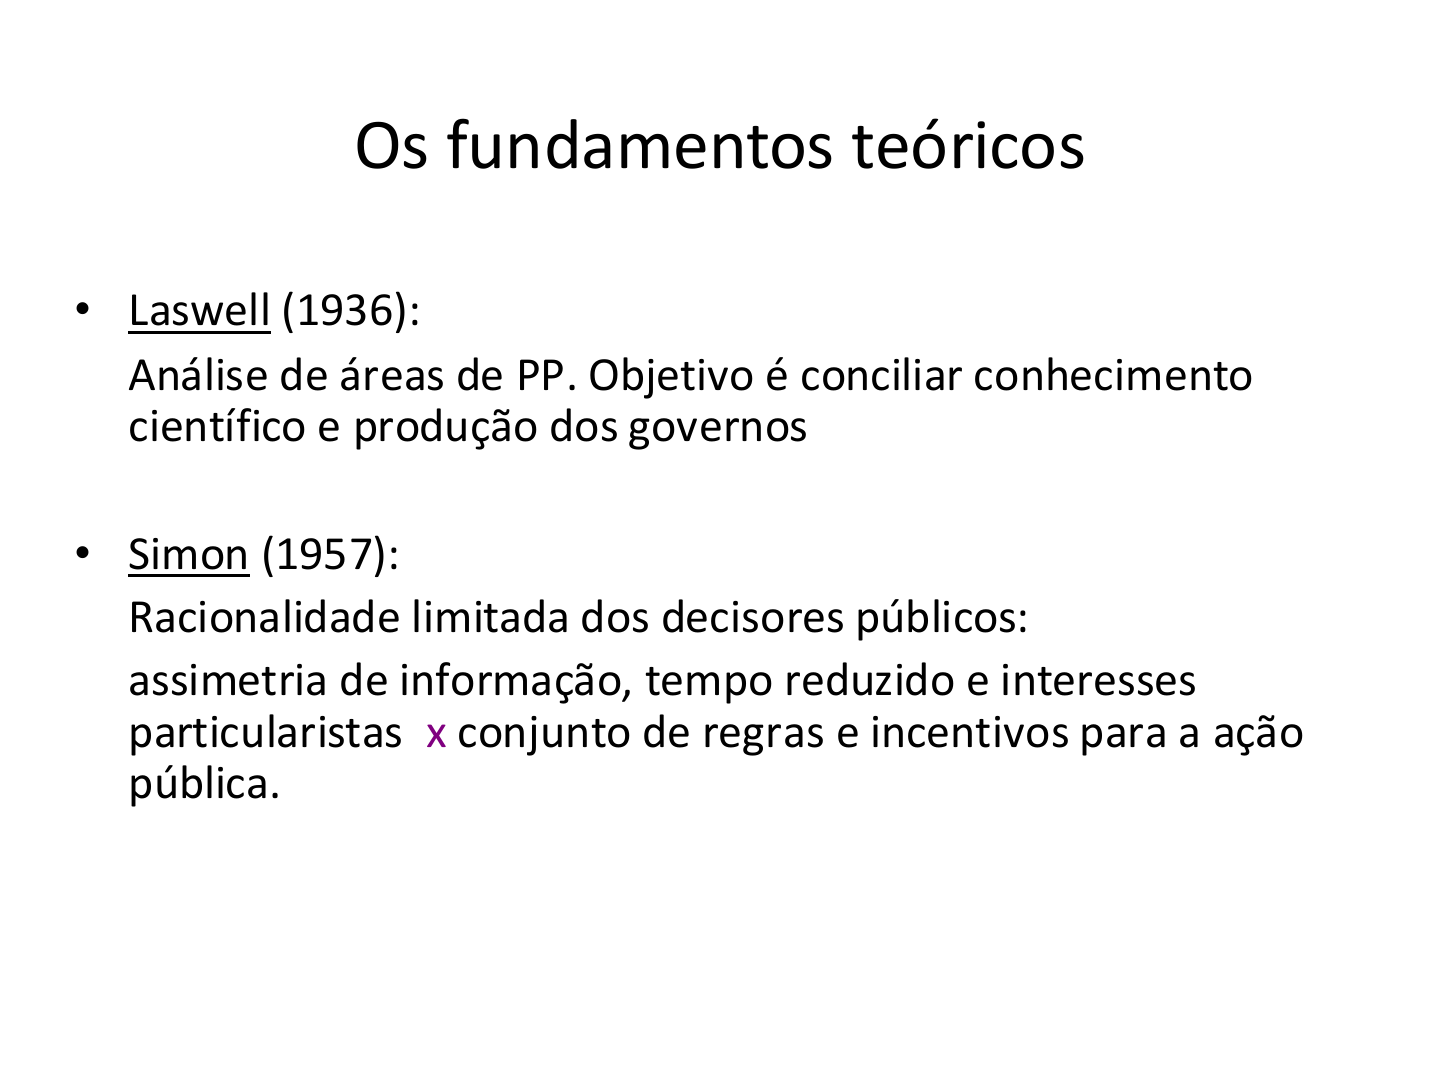 Os fundamentos teóricos
• Laswell (1936):
Análise de áreas de PP. Objetivo é conciliar conhecimento
científico e produção dos governos
• Simon (1957):
Racionalidade limitada dos decisores públicos:
assimetria de informação, tempo reduzido e interesses
particularistas x conjunto de regras e incentivos para a ação
pública.